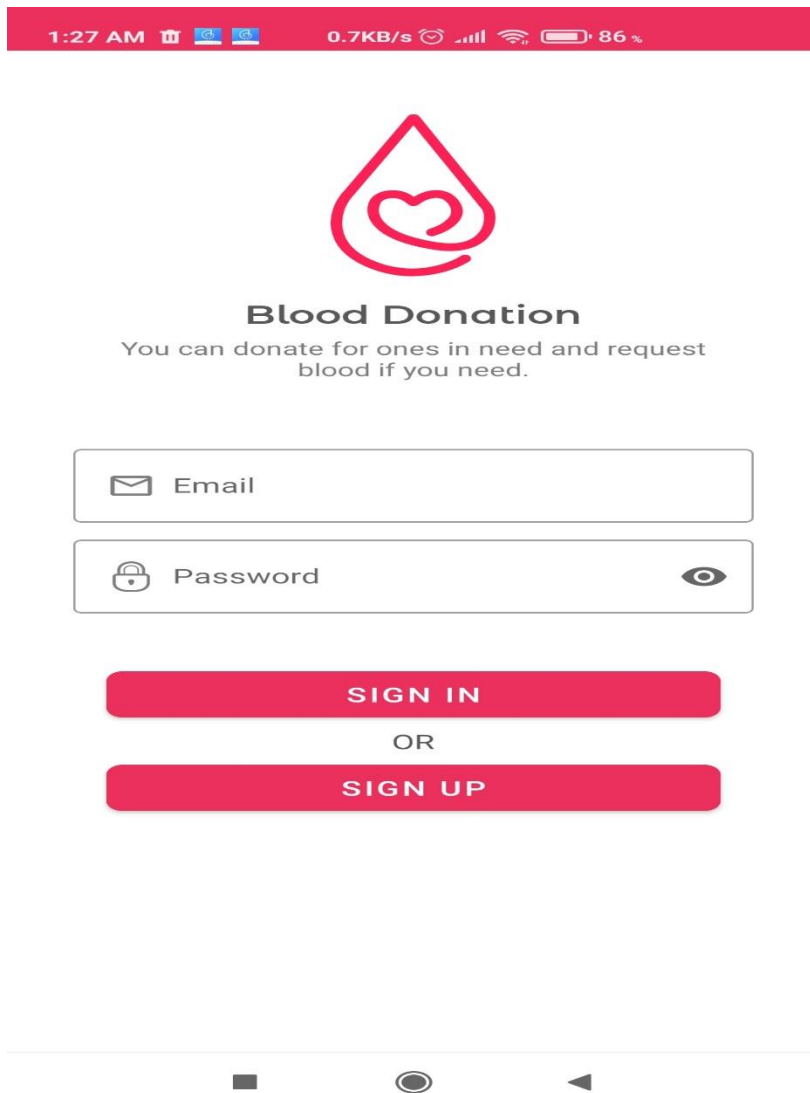 1:27 AM 0.7KB/s 86 %
Blood Donation
You can donate for ones in need and request
blood if you need.
Email
Password
SIGN IN
OR
SIGN UP